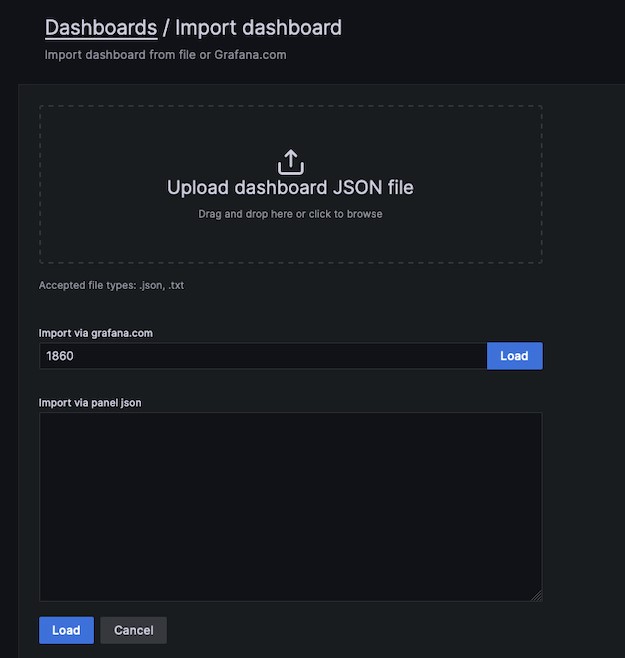 Dashboards / Import dashboard
Import dashboard from file or Grafana.com
Upload dashboard JSON file
Drag and drop here or click to browse
Accepted file types: .json, .txt
Import via grafana.com
1860
Load
Import via panel json
Load
Cancel